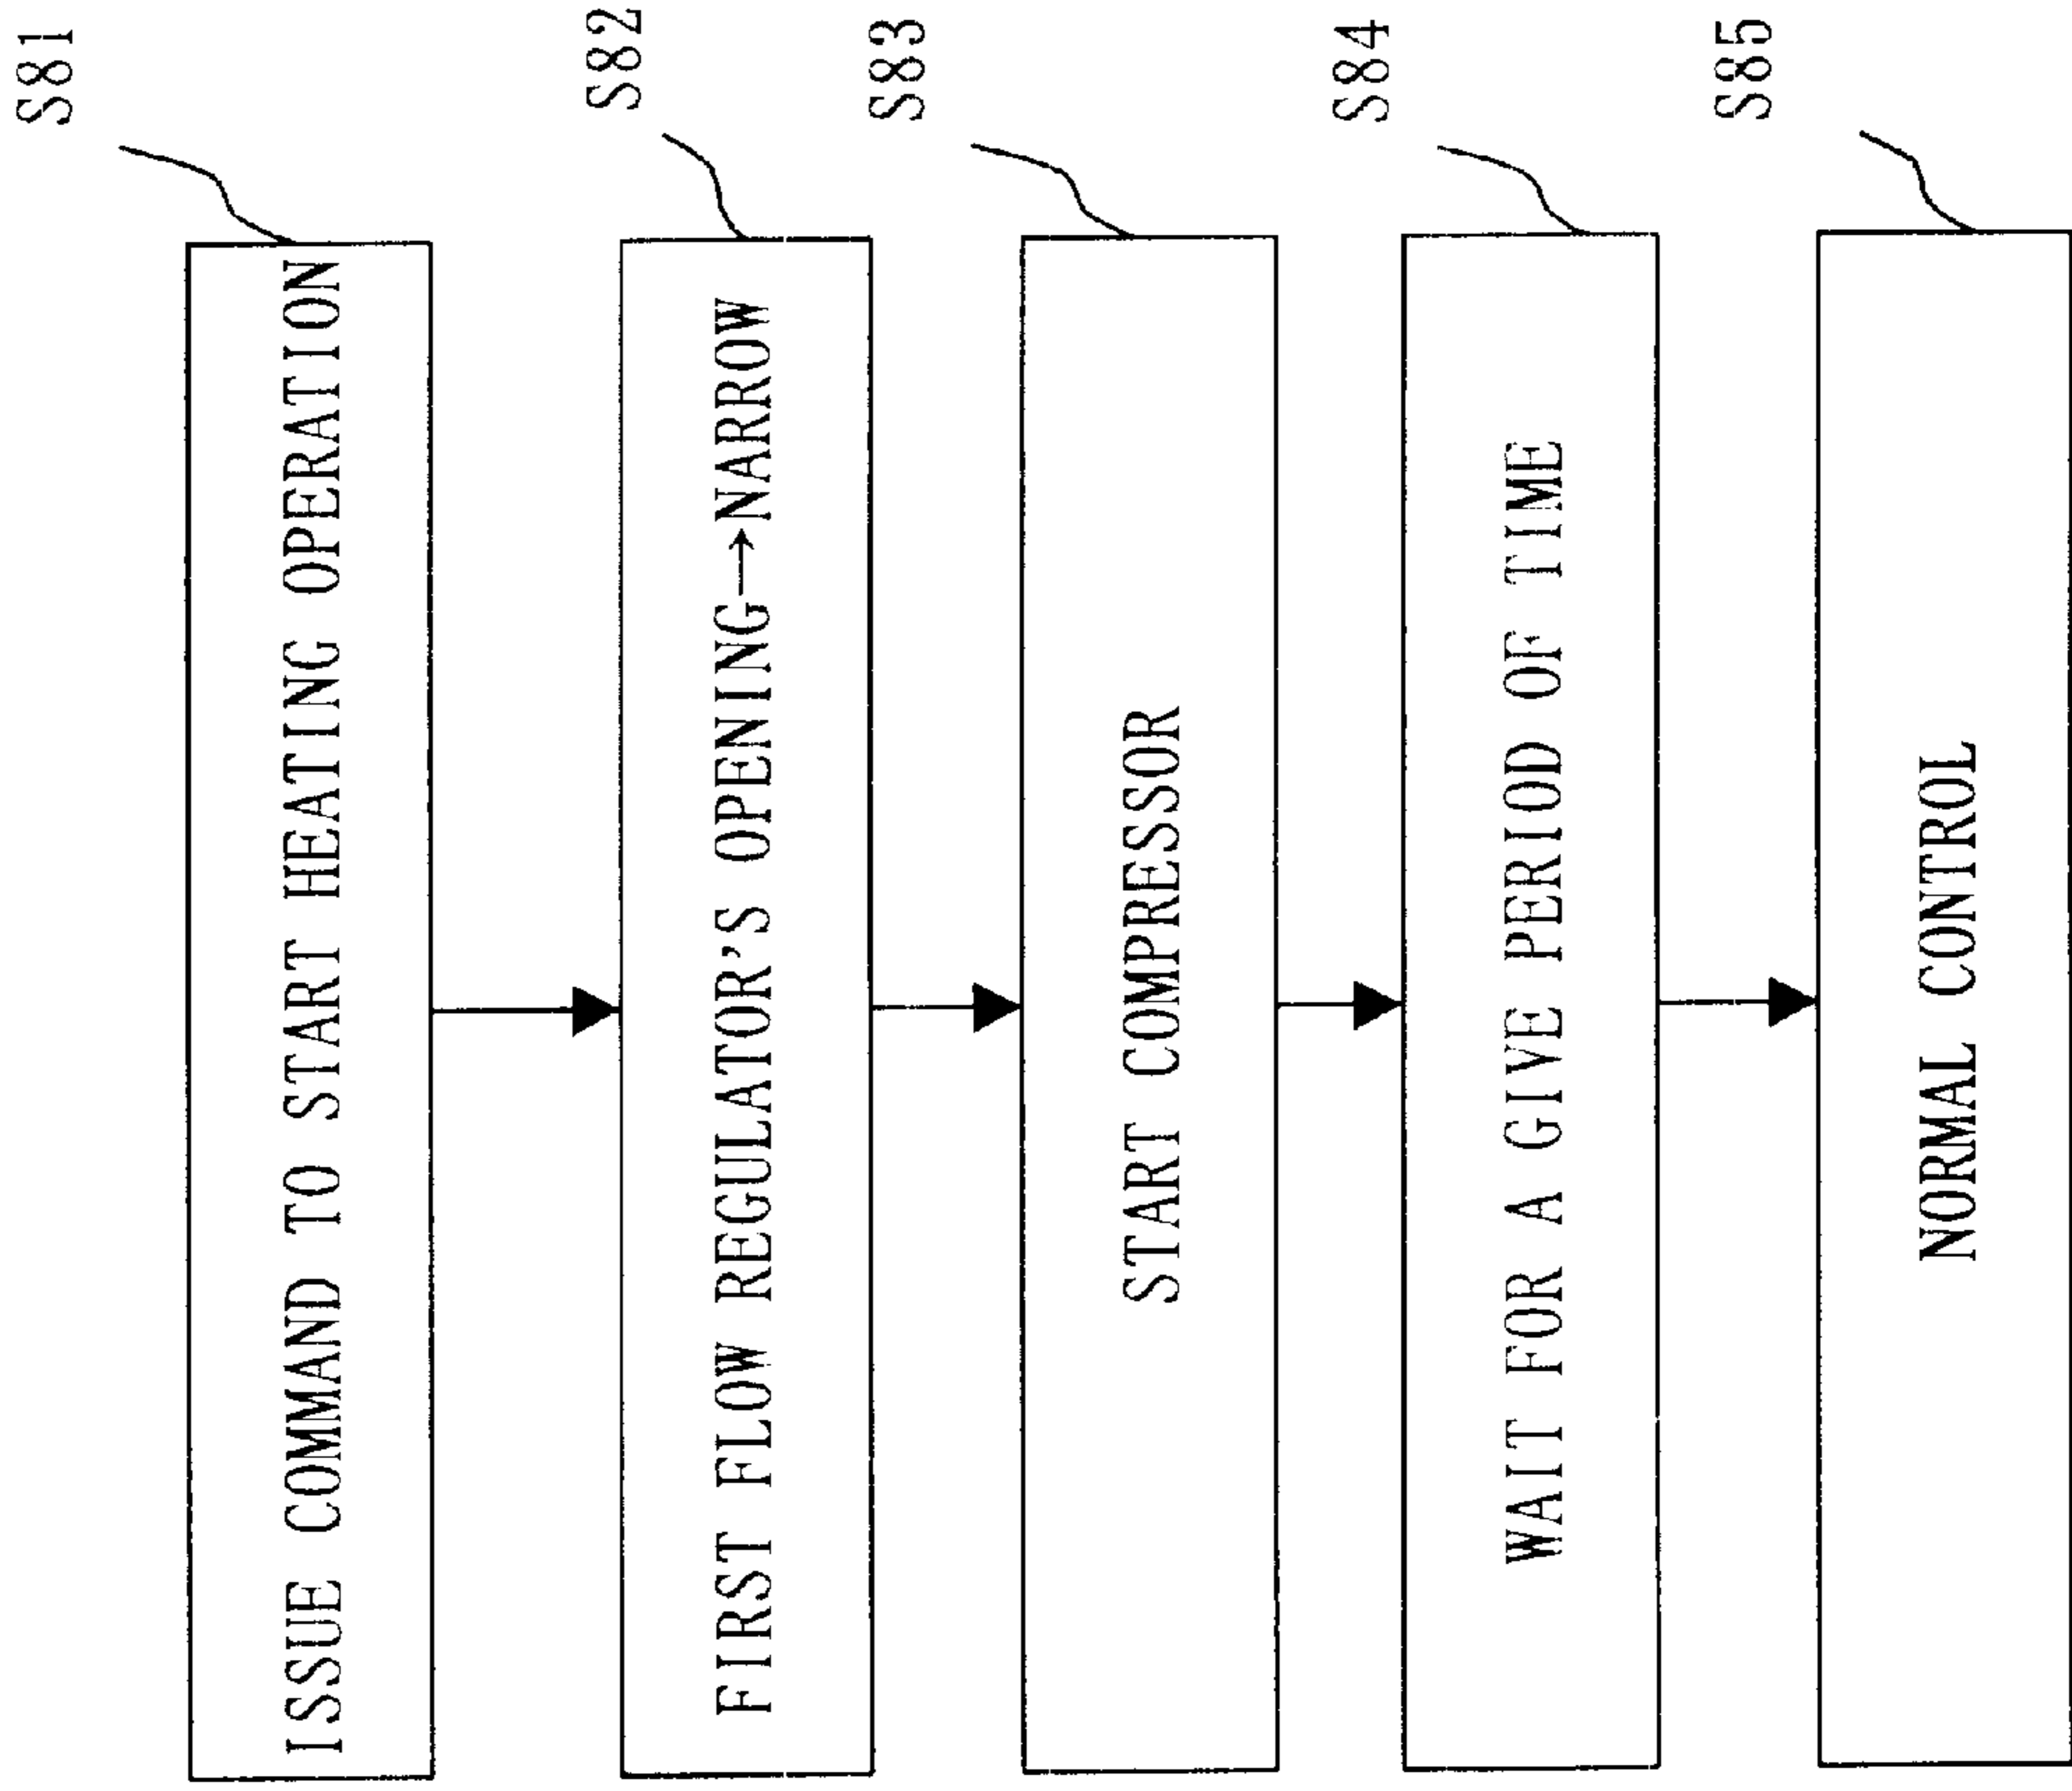 S81
ISSUE COMMAND TO START HEATING OPERATION
S82
FIRST FLOW REGULATOR'S OPENING→NARROW
S83
START COMPRESSOR
S84
WAIT FOR A GIVE PERIOD OF TIME
S85
NORMAL CONTROL